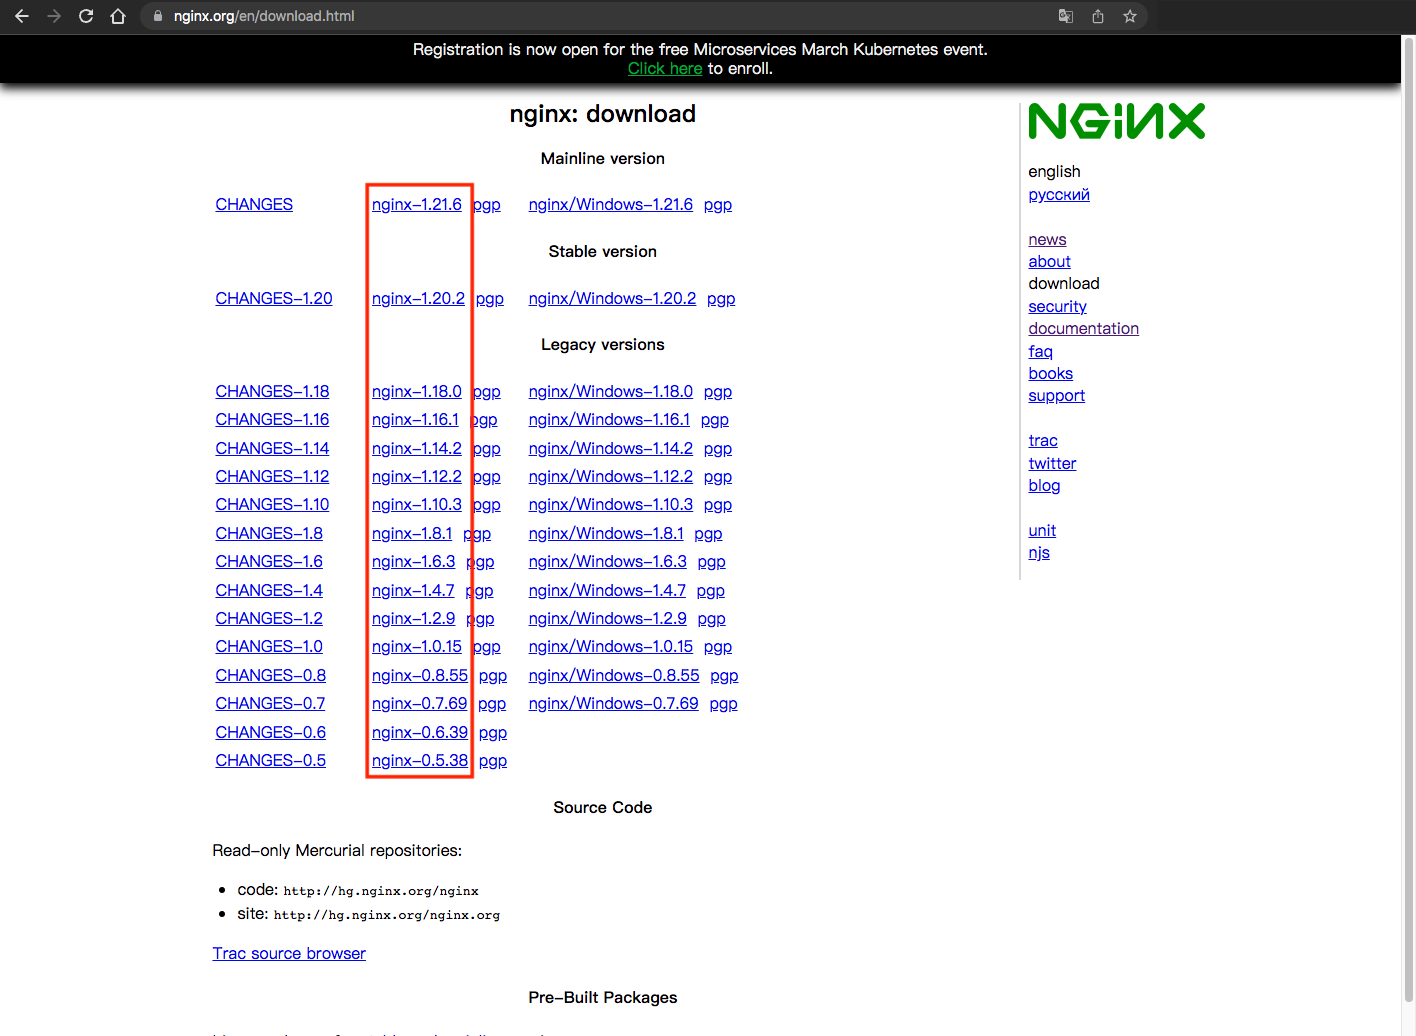 nginx.org/en/download.html
Registration is now open for the free Microservices March Kubernetes event.
Click here to enroll.
nginx: download
Mainline version
CHANGES nginx-1.21.6 pgp nginx/Windows-1.21.6 pgp
Stable version
CHANGES-1.20 nginx-1.20.2 pgp nginx/Windows-1.20.2 pgp
Legacy versions
CHANGES-1.18 nginx-1.18.0 pgp nginx/Windows-1.18.0 pgp
CHANGES-1.16 nginx-1.16.1 pgp nginx/Windows-1.16.1 pgp
CHANGES-1.14 nginx-1.14.2 pgp nginx/Windows-1.14.2 pgp
CHANGES-1.12 nginx-1.12.2 pgp nginx/Windows-1.12.2 pgp
CHANGES-1.10 nginx-1.10.3 pgp nginx/Windows-1.10.3 pgp
CHANGES-1.8 nginx-1.8.1 pgp nginx/Windows-1.8.1 pgp
CHANGES-1.6 nginx-1.6.3 pgp nginx/Windows-1.6.3 pgp
CHANGES-1.4 nginx-1.4.7 pgp nginx/Windows-1.4.7 pgp
CHANGES-1.2 nginx-1.2.9 pgp nginx/Windows-1.2.9 pgp
CHANGES-1.0 nginx-1.0.15 pgp nginx/Windows-1.0.15 pgp
CHANGES-0.8 nginx-0.8.55 pgp nginx/Windows-0.8.55 pgp
CHANGES-0.7 nginx-0.7.69 pgp nginx/Windows-0.7.69 pgp
CHANGES-0.6 nginx-0.6.39 pgp
CHANGES-0.5 nginx-0.5.38 pgp
Source Code
Read-only Mercurial repositories:
code: http://hg.nginx.org/nginx
site: http://hg.nginx.org/nginx.org
Trac source browser
Pre-Built Packages
NGINX
english
русский
news
about
download
security
documentation
faq
books
support
trac
twitter
blog
unit
njs